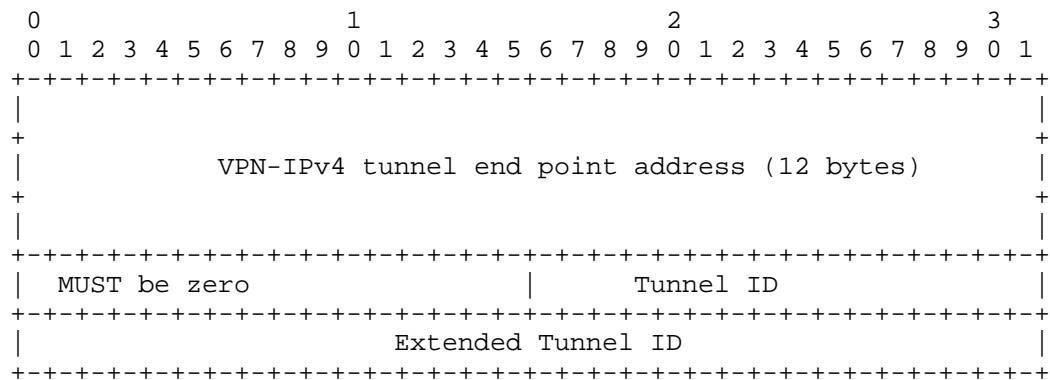 0                   1                   2                   3
 0 1 2 3 4 5 6 7 8 9 0 1 2 3 4 5 6 7 8 9 0 1 2 3 4 5 6 7 8 9 0 1
+-+-+-+-+-+-+-+-+-+-+-+-+-+-+-+-+-+-+-+-+-+-+-+-+-+-+-+-+-+-+-+-+
|                                                               |
+                                                               +
|            VPN-IPv4 tunnel end point address (12 bytes)       |
+                                                               +
|                                                               |
+-+-+-+-+-+-+-+-+-+-+-+-+-+-+-+-+-+-+-+-+-+-+-+-+-+-+-+-+-+-+-+-+
|  MUST be zero                 |      Tunnel ID                |
+-+-+-+-+-+-+-+-+-+-+-+-+-+-+-+-+-+-+-+-+-+-+-+-+-+-+-+-+-+-+-+-+
|                       Extended Tunnel ID                      |
+-+-+-+-+-+-+-+-+-+-+-+-+-+-+-+-+-+-+-+-+-+-+-+-+-+-+-+-+-+-+-+-+